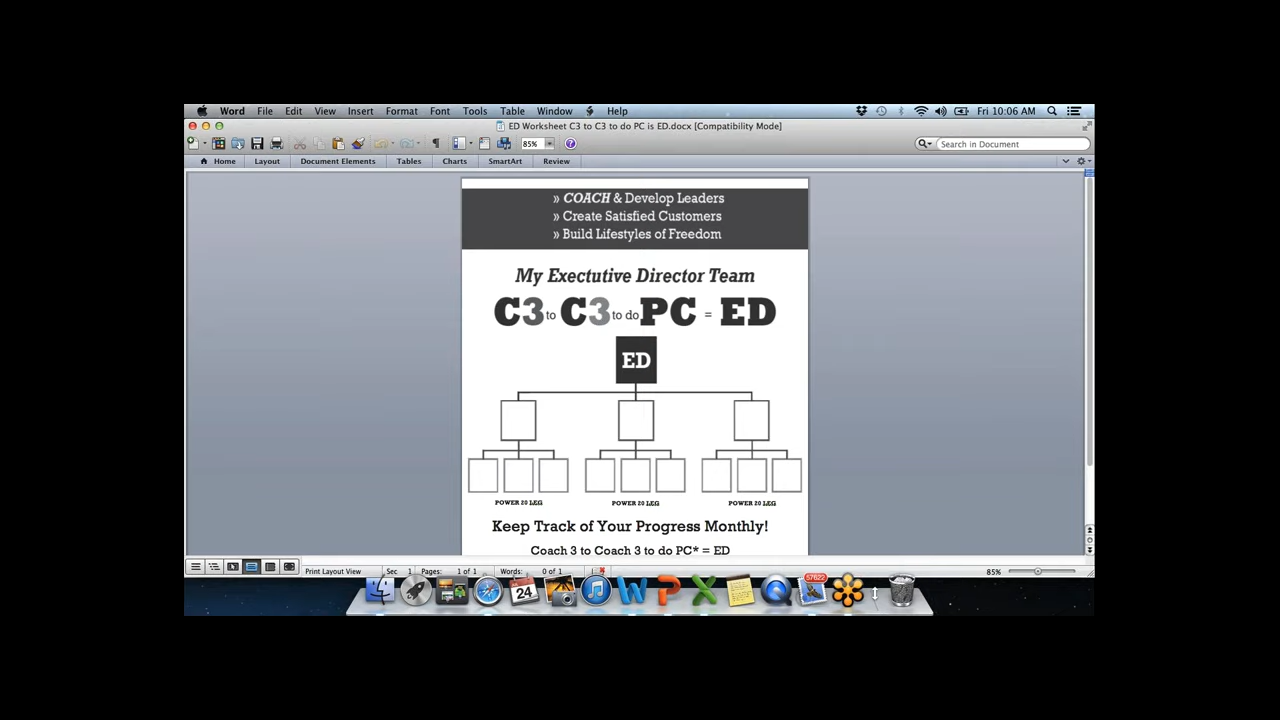 Word File Edit View Insert Format Font Tools Table Window Help Fri 10:06 AM
ED Worksheet C3 to C3 to do PC is ED.docx [Compatibility Mode]
85% Search in Document
Home Layout Document Elements Tables Charts SmartArt Review
» COACH & Develop Leaders
» Create Satisfied Customers
» Build Lifestyles of Freedom
My Exectutive Director Team
C3 to C3 to do PC = ED
ED
POWER 20 LEG POWER 20 LEG POWER 20 LEG
Keep Track of Your Progress Monthly!
Coach 3 to Coach 3 to do PC* = ED
Print Layout View Sec 1 Pages: 1 of 1 Words: 0 of 1 85%
24
57622